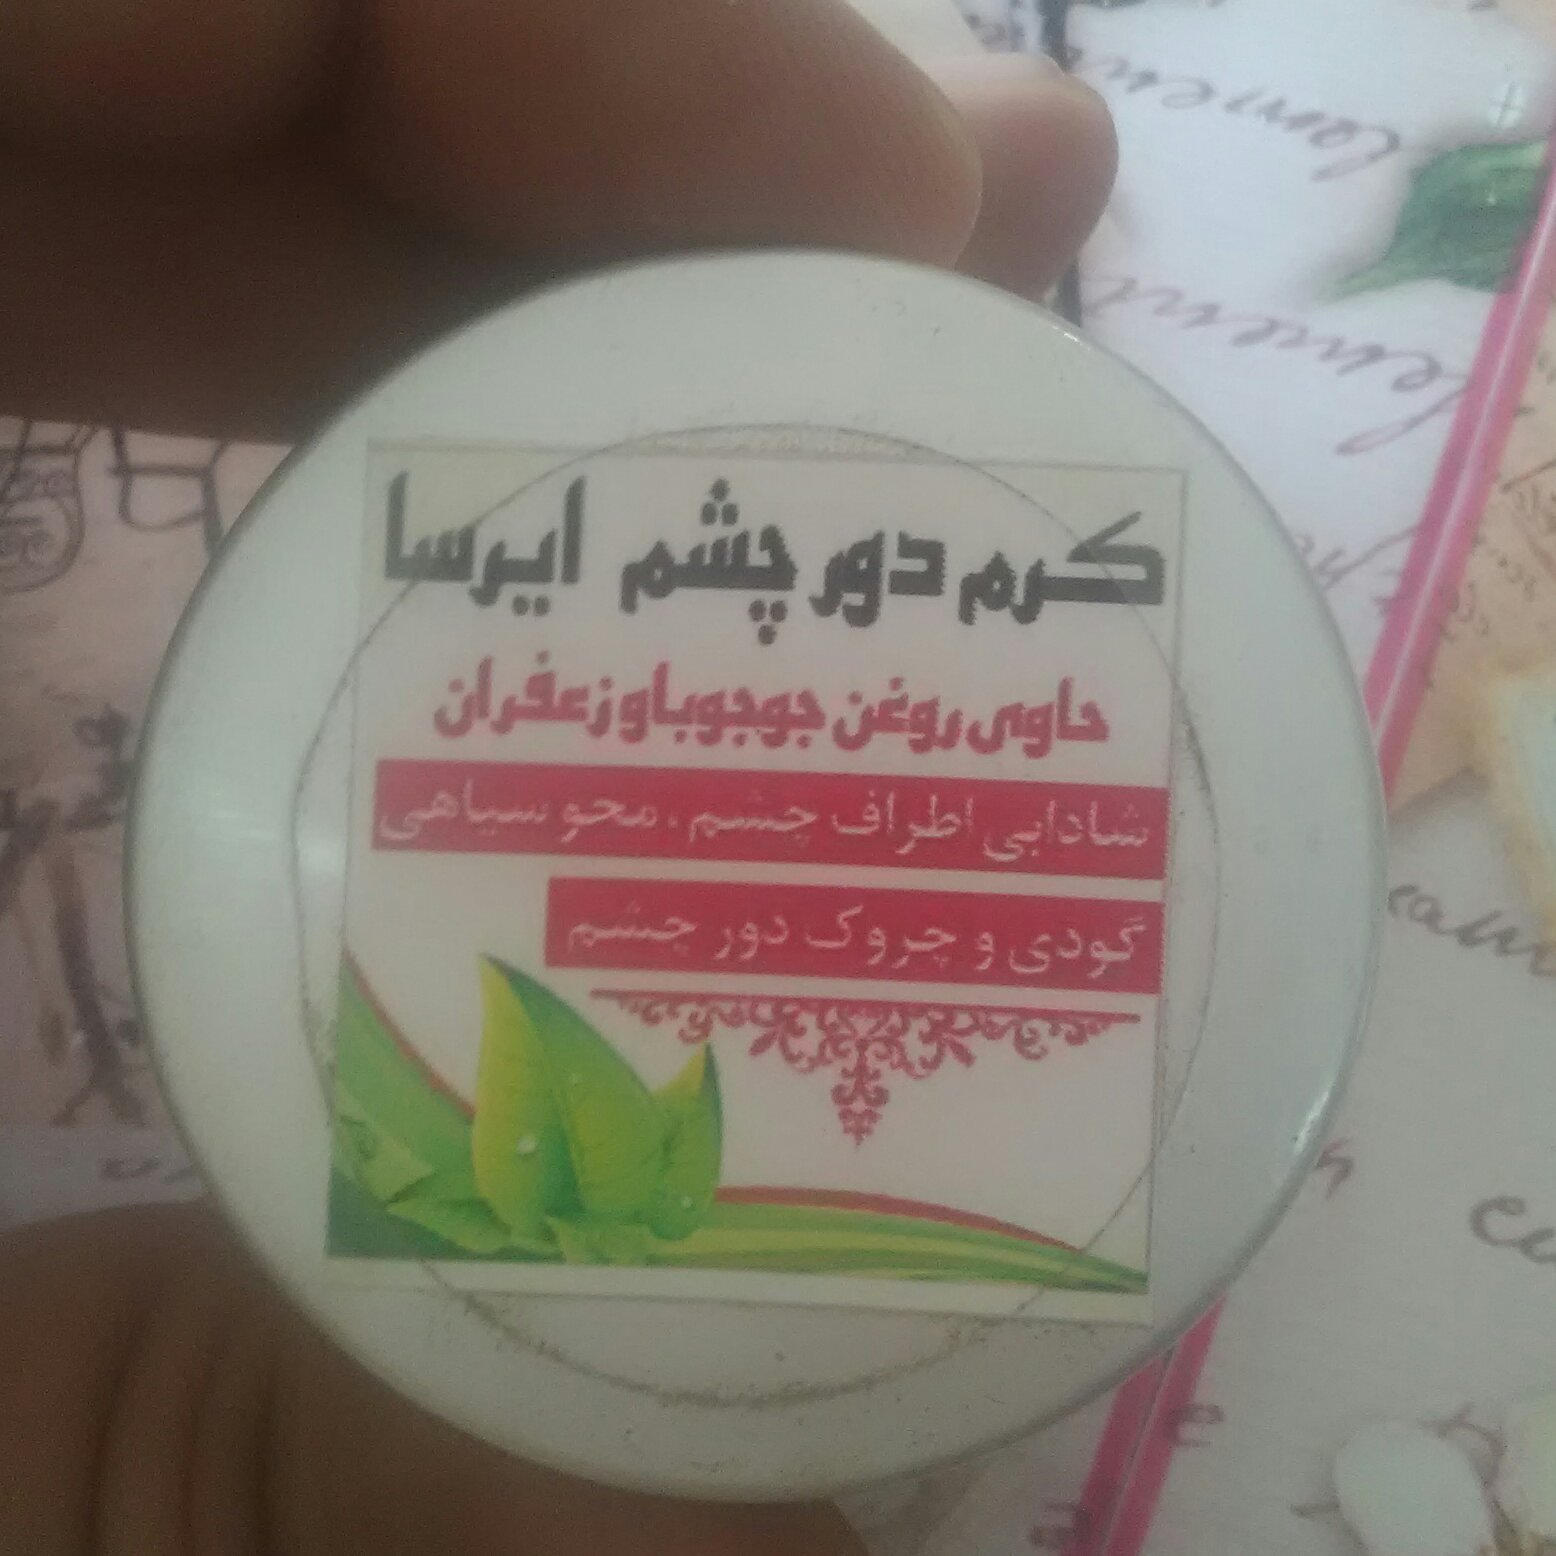 کرم دور چشم ایرسا
حاوی روغن جوجوبا و زعفران
شادابی اطراف چشم ، محو سیاهی
گودی و چروک دور چشم